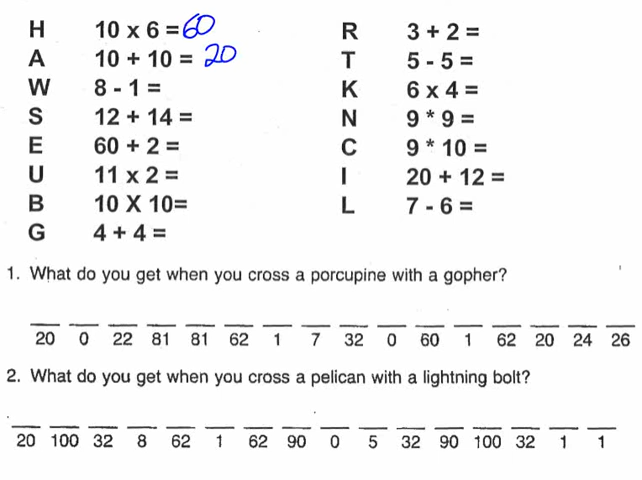 H 10 x 6 = 60
R 3 + 2 =
A 10 + 10 = 20
T 5 - 5 =
W 8 - 1 =
K 6 x 4 =
S 12 + 14 =
N 9 * 9 =
E 60 + 2 =
C 9 * 10 =
U 11 x 2 =
I 20 + 12 =
B 10 X 10=
L 7 - 6 =
G 4 + 4 =
1. What do you get when you cross a porcupine with a gopher?
20 0 22 81 81 62 1 7 32 0 60 1 62 20 24 26
2. What do you get when you cross a pelican with a lightning bolt?
20 100 32 8 62 1 62 90 0 5 32 90 100 32 1 1